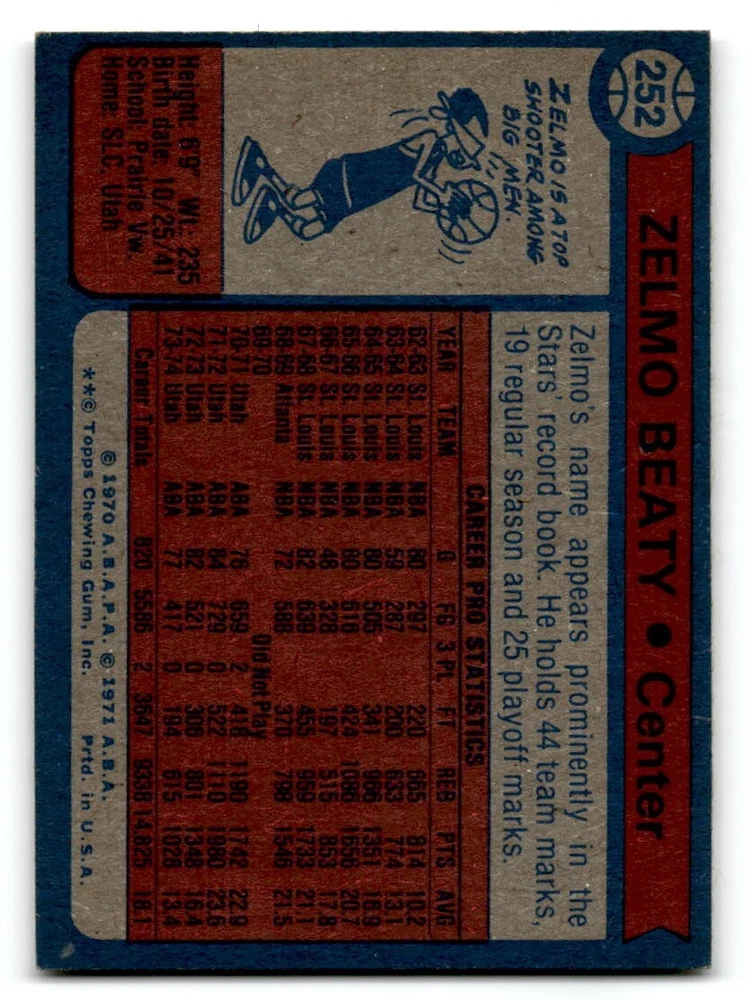 252
ZELMO BEATY • Center
ZELMO IS A TOP
SHOOTER AMONG
BIG MEN
Height: 6'9" Wt: 235
Birth date: 10/25/41
School: Prairie Vw.
Home: SLC, Utah
Zelmo's name appears prominently in the
Stars' record book. He holds 44 team marks,
19 regular season and 25 playoff marks.
CAREER PRO STATISTICS
YEAR TEAM G FG 3 PL FT REB PTS AVG
62-63 St. Louis NBA 80 297 220 665 814 10.2
63-64 St. Louis NBA 59 287 200 633 774 13.1
64-65 St. Louis NBA 80 505 341 966 1351 16.9
65-66 St. Louis NBA 80 616 424 1086 1656 20.7
66-67 St. Louis NBA 48 328 197 515 853 17.8
67-68 St. Louis NBA 82 639 455 959 1733 21.1
68-69 Atlanta NBA 72 588 370 798 1546 21.5
69-70 Did Not Play
70-71 Utah ABA 76 659 2 416 1190 1742 22.9
71-72 Utah ABA 84 729 0 522 1110 1980 23.6
72-73 Utah ABA 82 521 0 306 801 1348 16.4
73-74 Utah ABA 77 417 0 194 615 1028 13.4
Career Totals 820 5586 2 3647 9338 14,825 18.1
© 1970 A.B.A.P.A. © 1971 A.B.A.
**© Topps Chewing Gum, Inc. Prtd. in U.S.A.